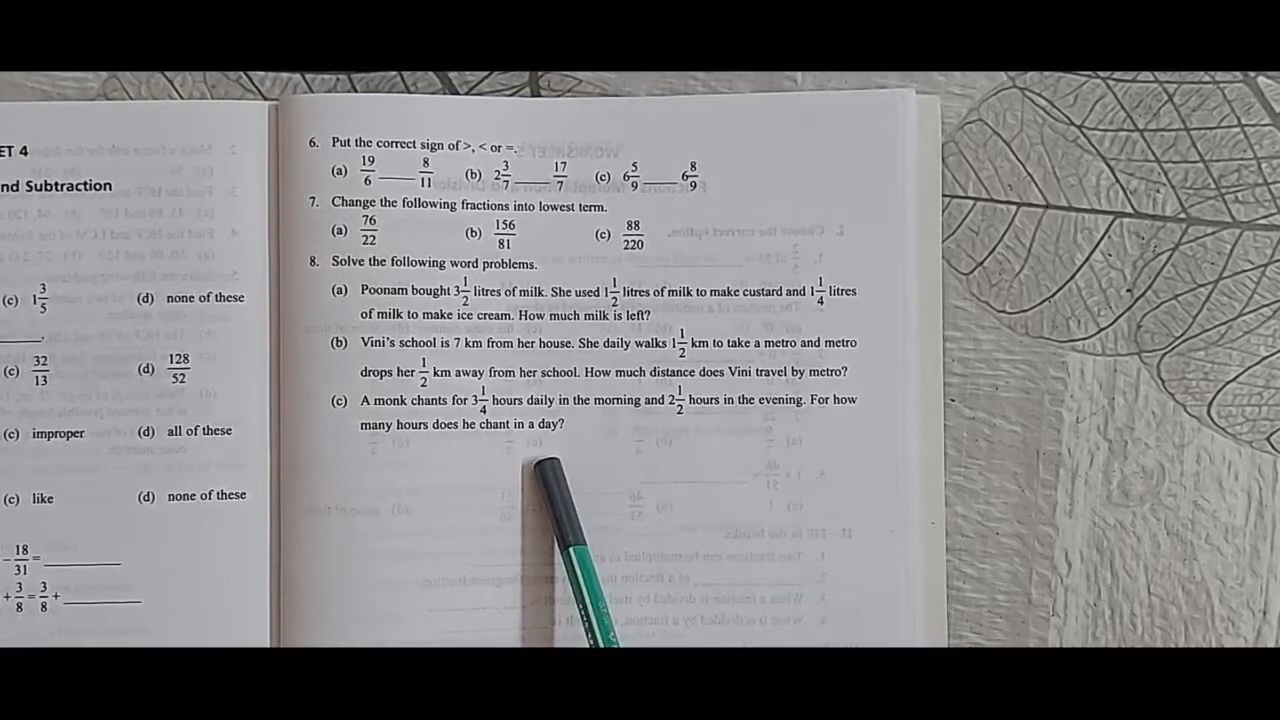 ET 4
nd Subtraction
(c) 1 3/5 (d) none of these
_____.
(c) 32/13 (d) 128/52
(c) improper (d) all of these
(c) like (d) none of these
− 18/31 = _____
+ 3/8 = 3/8 + _____
6. Put the correct sign of >, < or =.
(a) 19/6 ____ 8/11 (b) 2 3/7 ____ 17/7 (c) 6 5/9 ____ 6 8/9
7. Change the following fractions into lowest term.
(a) 76/22 (b) 156/81 (c) 88/220
8. Solve the following word problems.
(a) Poonam bought 3 1/2 litres of milk. She used 1 1/2 litres of milk to make custard and 1 1/4 litres
of milk to make ice cream. How much milk is left?
(b) Vini's school is 7 km from her house. She daily walks 1 1/2 km to take a metro and metro
drops her 1/2 km away from her school. How much distance does Vini travel by metro?
(c) A monk chants for 3 1/4 hours daily in the morning and 2 1/2 hours in the evening. For how
many hours does he chant in a day?